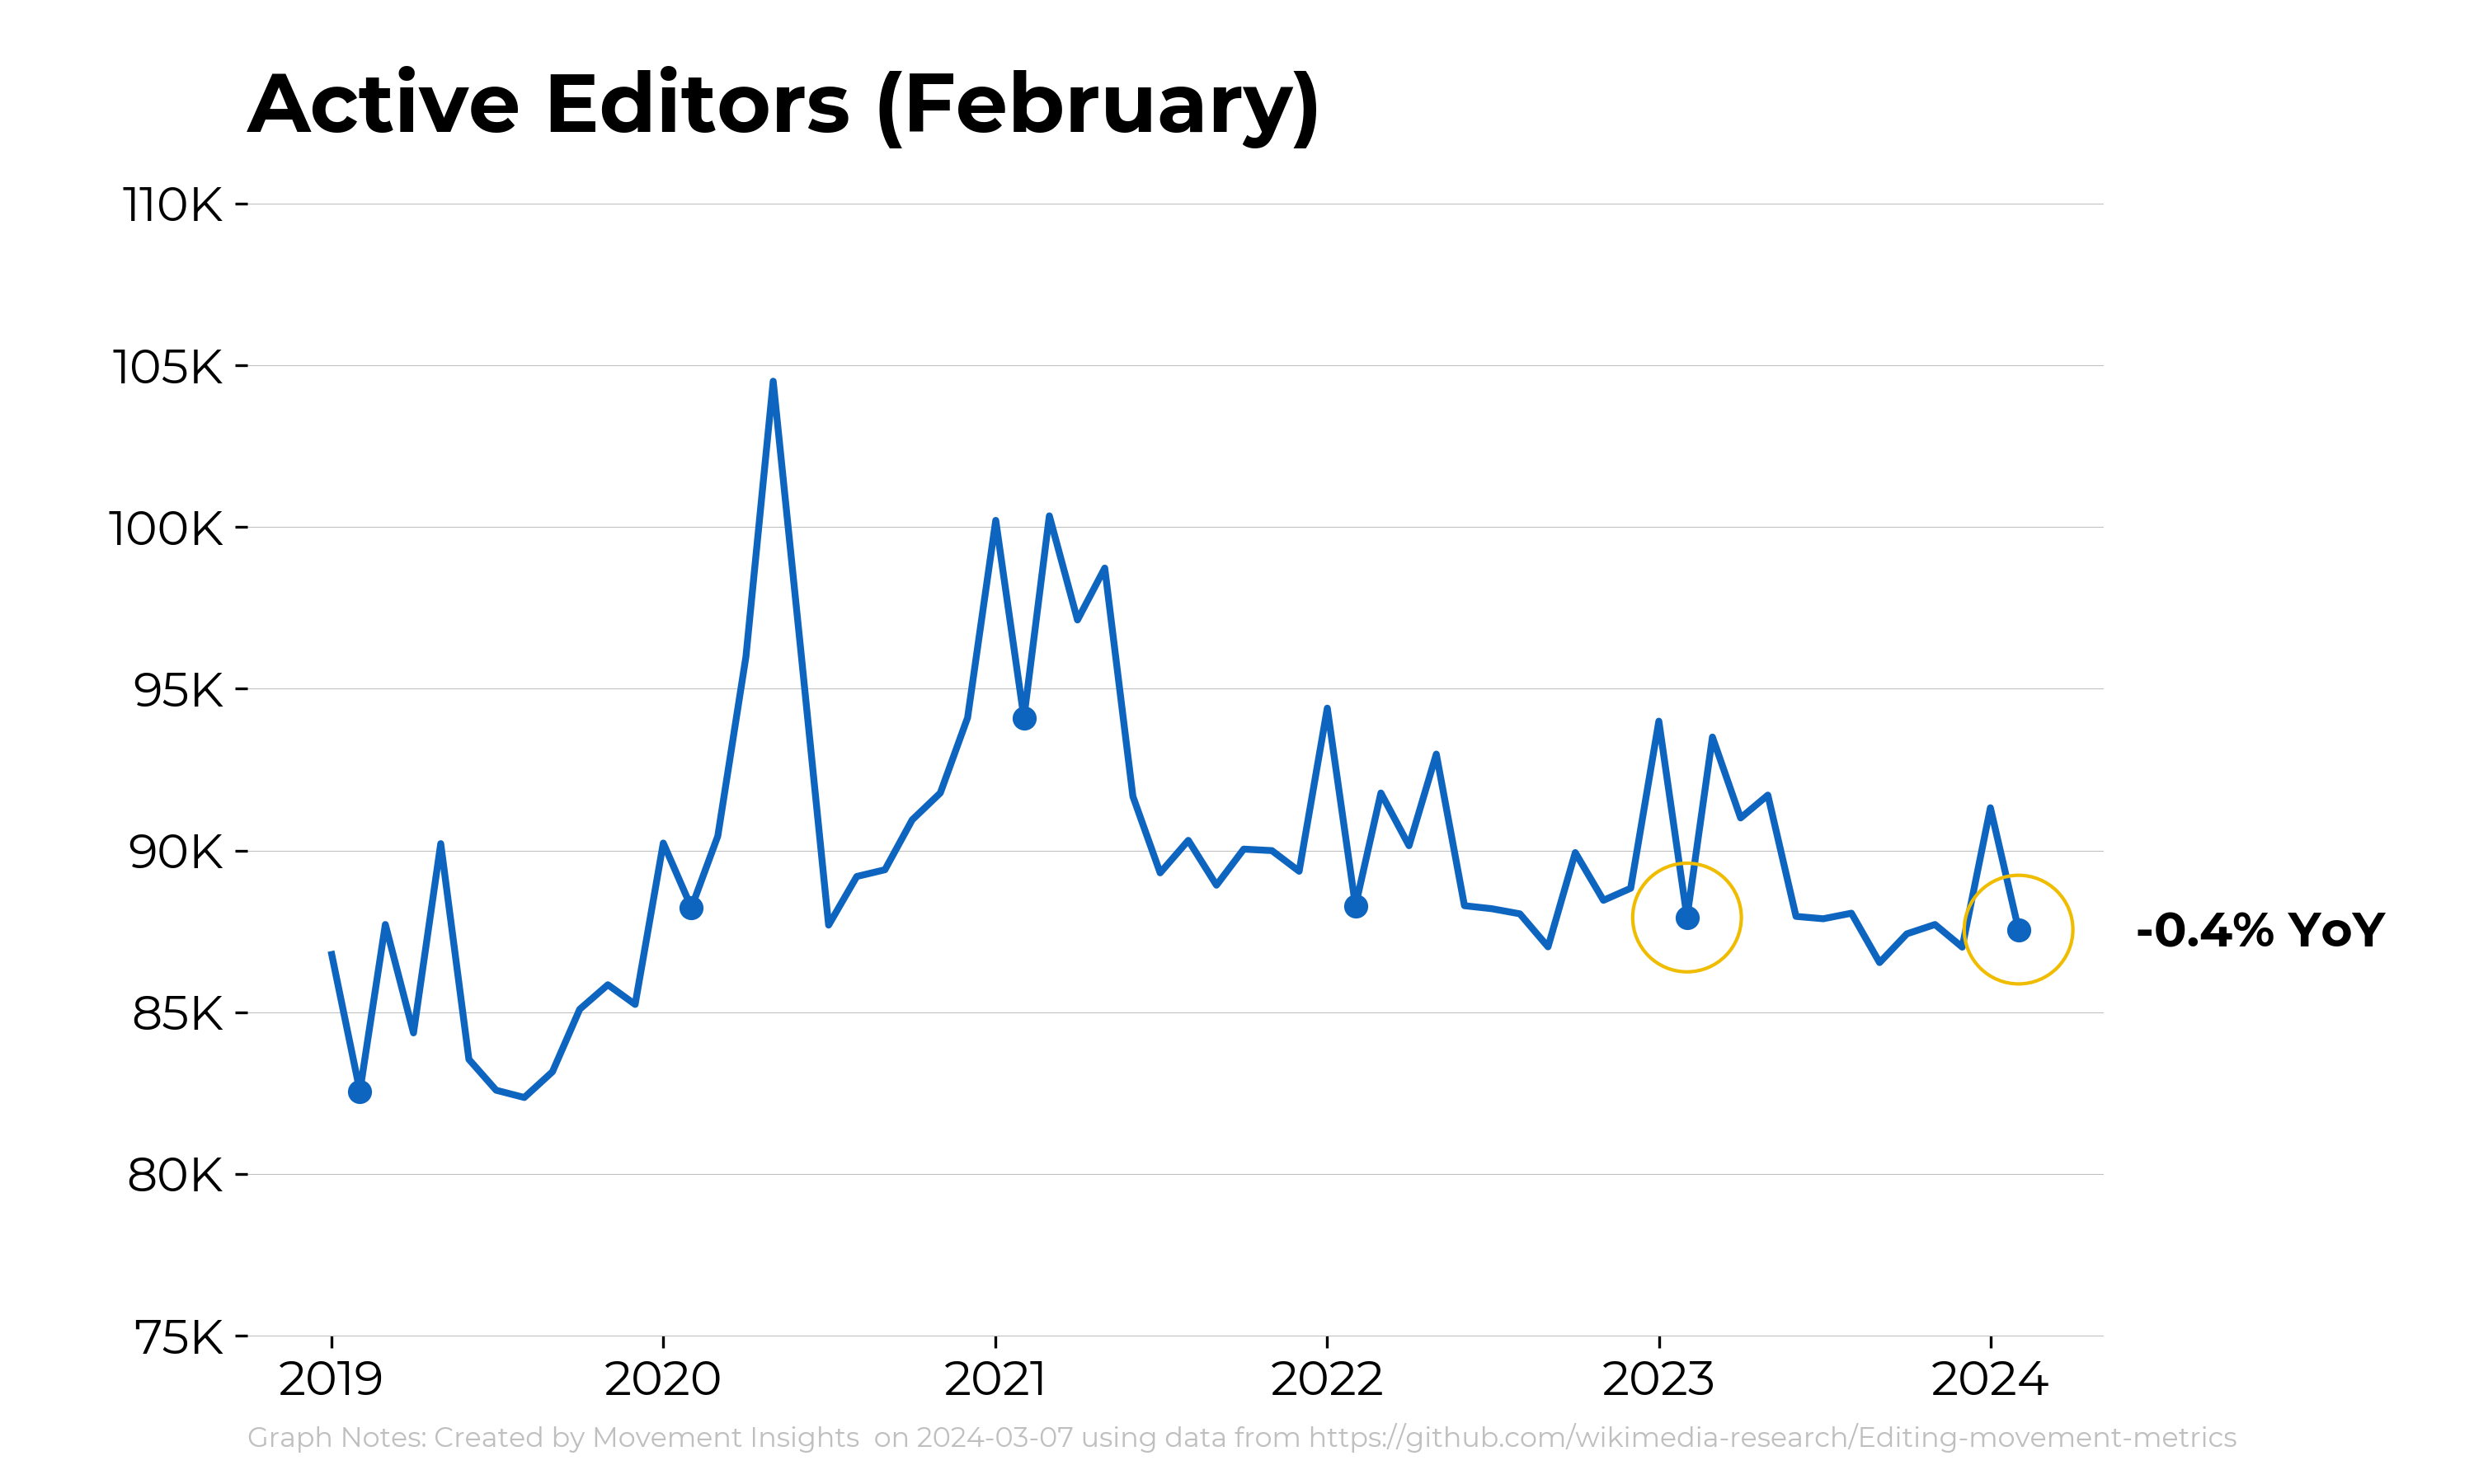 Active Editors (February)
110K
105K
100K
95K
90K
85K
80K
75K
-0.4% YoY
2019 2020 2021 2022 2023 2024
Graph Notes: Created by Movement Insights  on 2024-03-07 using data from https://github.com/wikimedia-research/Editing-movement-metrics